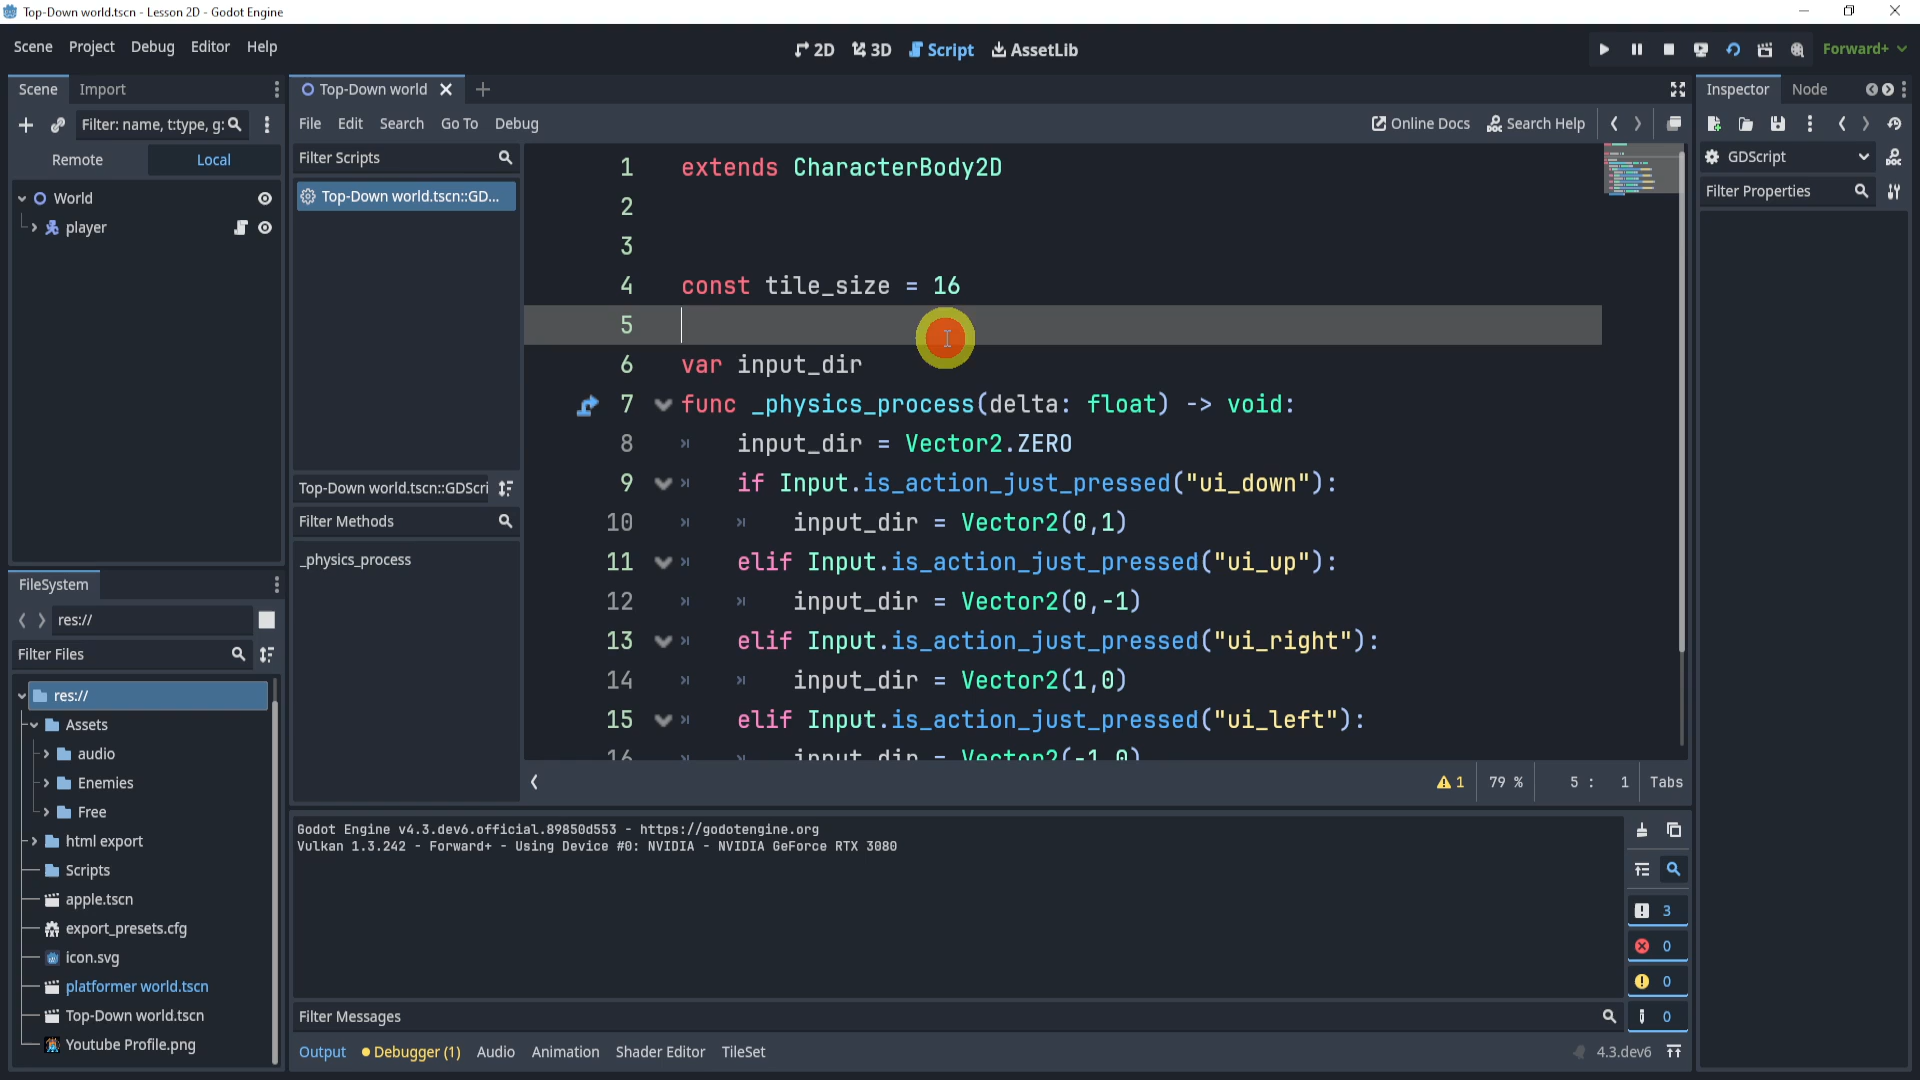 Top-Down world.tscn - Lesson 2D - Godot Engine
Scene Project Debug Editor Help
2D 3D Script AssetLib
Forward+
Scene Import
Filter: name, t:type, g:
Remote Local
World
player
Top-Down world
File Edit Search Go To Debug
Online Docs Search Help
Filter Scripts
Top-Down world.tscn::GD...
Top-Down world.tscn::GDScri
Filter Methods
_physics_process
1 extends CharacterBody2D
2
3
4 const tile_size = 16
5
6 var input_dir
7 func _physics_process(delta: float) -> void:
8 input_dir = Vector2.ZERO
9 if Input.is_action_just_pressed("ui_down"):
10 input_dir = Vector2(0,1)
11 elif Input.is_action_just_pressed("ui_up"):
12 input_dir = Vector2(0,-1)
13 elif Input.is_action_just_pressed("ui_right"):
14 input_dir = Vector2(1,0)
15 elif Input.is_action_just_pressed("ui_left"):
16 input_dir = Vector2(-1,0)
1 79 % 5 : 1 Tabs
Inspector Node
GDScript
Filter Properties
FileSystem
res://
Filter Files
res://
Assets
audio
Enemies
Free
html export
Scripts
apple.tscn
export_presets.cfg
icon.svg
platformer world.tscn
Top-Down world.tscn
Youtube Profile.png
Godot Engine v4.3.dev6.official.89850d553 - https://godotengine.org
Vulkan 1.3.242 - Forward+ - Using Device #0: NVIDIA - NVIDIA GeForce RTX 3080
3
0
0
0
Filter Messages
Output Debugger (1) Audio Animation Shader Editor TileSet
4.3.dev6